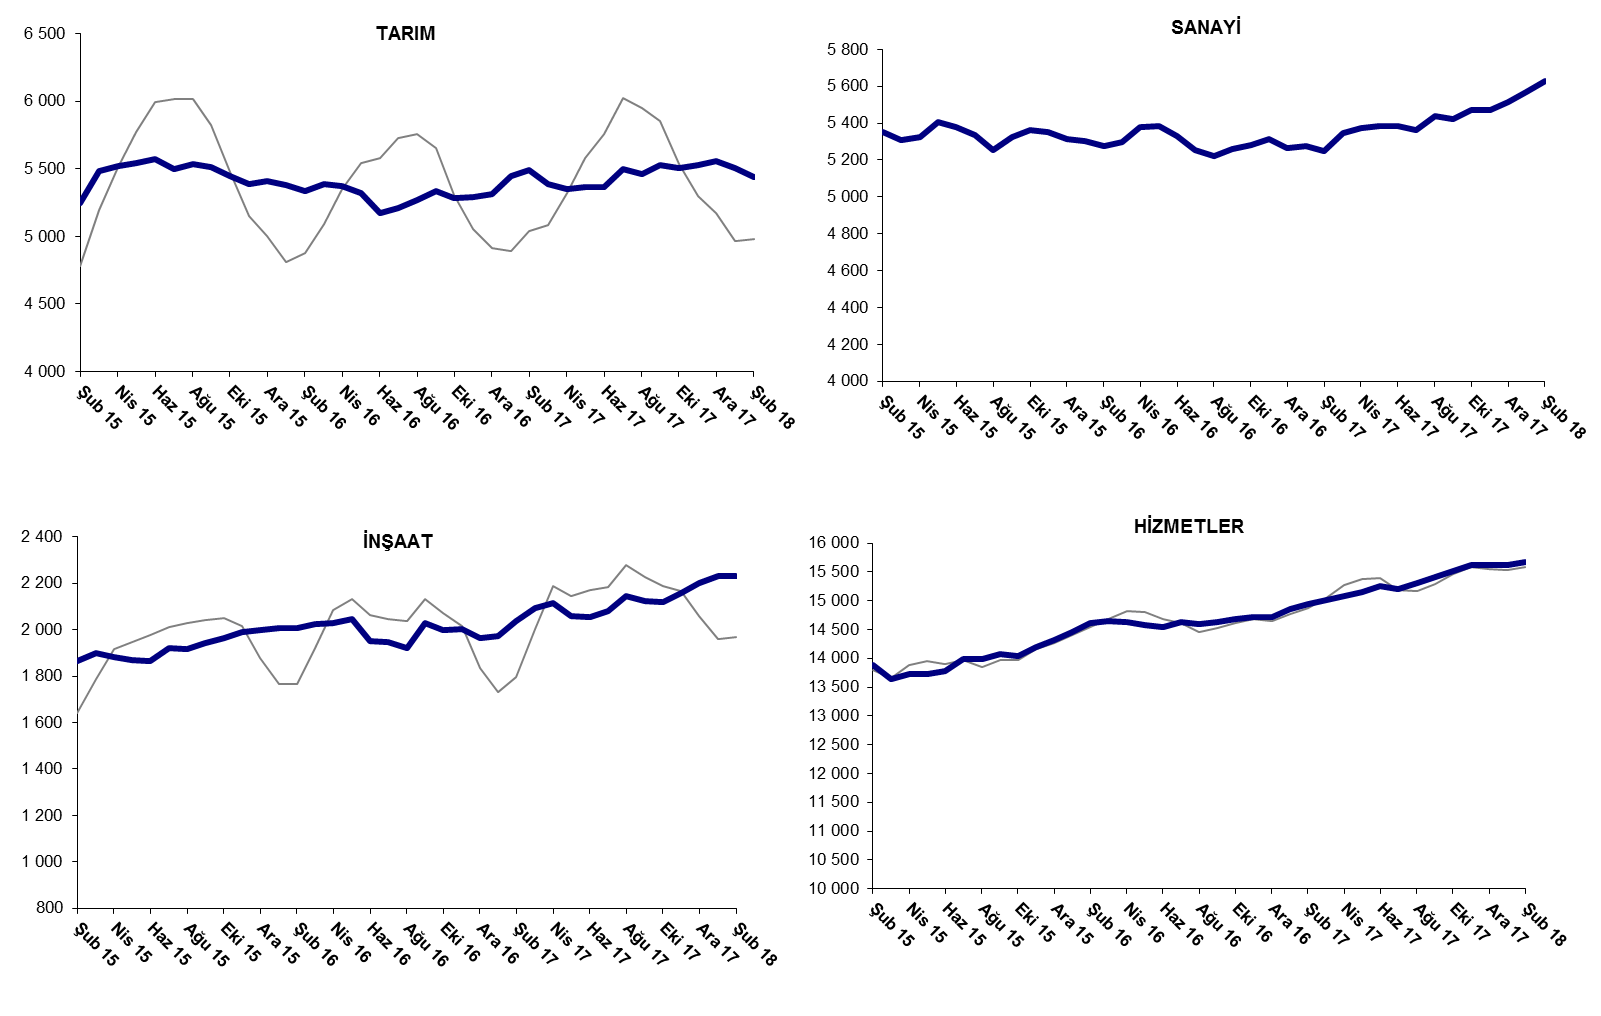 TARIM
6 500
6 000
5 500
5 000
4 500
4 000
Şub 15
Nis 15
Haz 15
Ağu 15
Eki 15
Ara 15
Şub 16
Nis 16
Haz 16
Ağu 16
Eki 16
Ara 16
Şub 17
Nis 17
Haz 17
Ağu 17
Eki 17
Ara 17
Şub 18
SANAYİ
5 800
5 600
5 400
5 200
5 000
4 800
4 600
4 400
4 200
4 000
Şub 15
Nis 15
Haz 15
Ağu 15
Eki 15
Ara 15
Şub 16
Nis 16
Haz 16
Ağu 16
Eki 16
Ara 16
Şub 17
Nis 17
Haz 17
Ağu 17
Eki 17
Ara 17
Şub 18
İNŞAAT
2 400
2 200
2 000
1 800
1 600
1 400
1 200
1 000
800
Şub 15
Nis 15
Haz 15
Ağu 15
Eki 15
Ara 15
Şub 16
Nis 16
Haz 16
Ağu 16
Eki 16
Ara 16
Şub 17
Nis 17
Haz 17
Ağu 17
Eki 17
Ara 17
Şub 18
HİZMETLER
16 000
15 500
15 000
14 500
14 000
13 500
13 000
12 500
12 000
11 500
11 000
10 500
10 000
Şub 15
Nis 15
Haz 15
Ağu 15
Eki 15
Ara 15
Şub 16
Nis 16
Haz 16
Ağu 16
Eki 16
Ara 16
Şub 17
Nis 17
Haz 17
Ağu 17
Eki 17
Ara 17
Şub 18